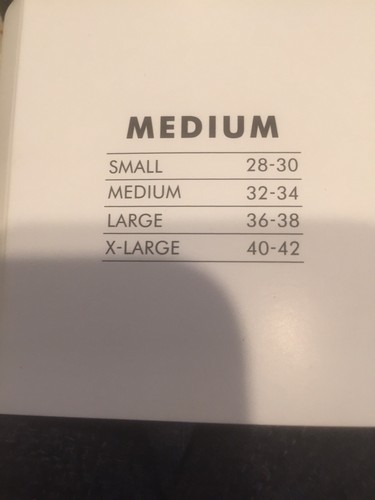 MEDIUM
SMALL 28-30
MEDIUM 32-34
LARGE 36-38
X-LARGE 40-42